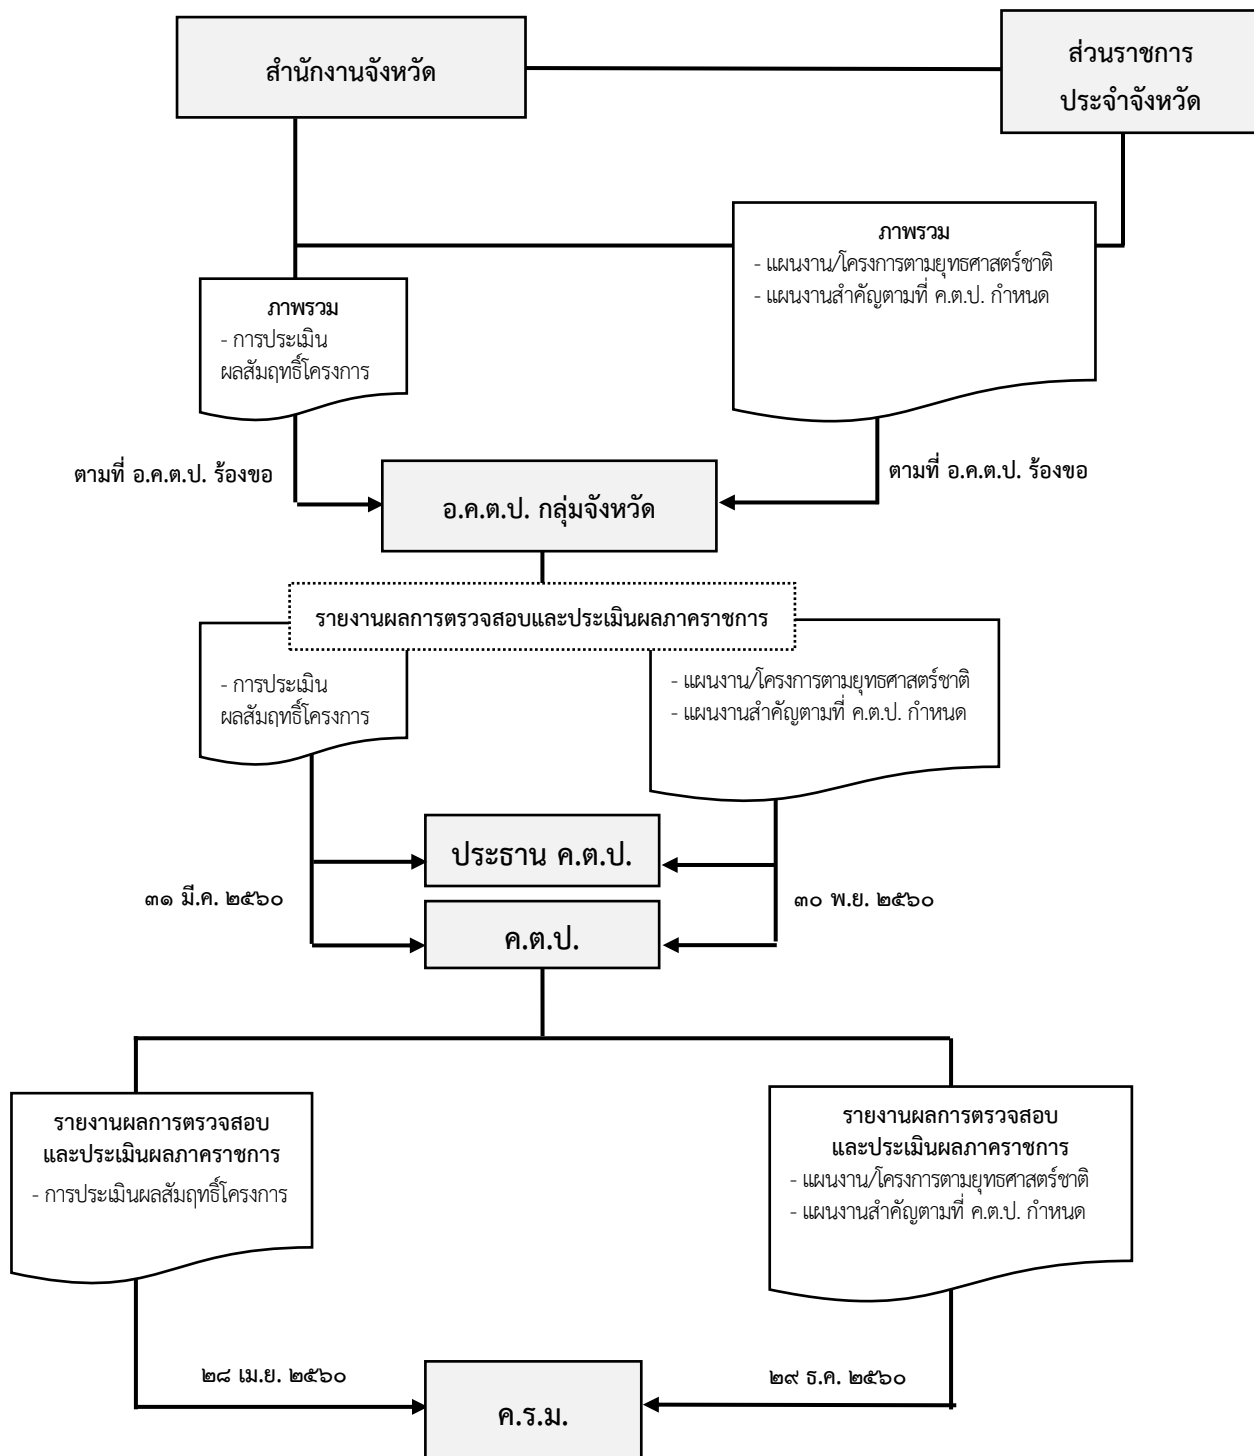 สำนักงานจังหวัด
ส่วนราชการ
ประจำจังหวัด
ภาพรวม
- แผนงาน/โครงการตามยุทธศาสตร์ชาติ
- แผนงานสำคัญตามที่ ค.ต.ป. กำหนด
ภาพรวม
- การประเมิน
ผลสัมฤทธิ์โครงการ
ตามที่ อ.ค.ต.ป. ร้องขอ
ตามที่ อ.ค.ต.ป. ร้องขอ
อ.ค.ต.ป. กลุ่มจังหวัด
รายงานผลการตรวจสอบและประเมินผลภาคราชการ
- การประเมิน
ผลสัมฤทธิ์โครงการ
- แผนงาน/โครงการตามยุทธศาสตร์ชาติ
- แผนงานสำคัญตามที่ ค.ต.ป. กำหนด
ประธาน ค.ต.ป.
๓๑ มี.ค. ๒๕๖๐
๓๐ พ.ย. ๒๕๖๐
ค.ต.ป.
รายงานผลการตรวจสอบ
และประเมินผลภาคราชการ
- การประเมินผลสัมฤทธิ์โครงการ
รายงานผลการตรวจสอบ
และประเมินผลภาคราชการ
- แผนงาน/โครงการตามยุทธศาสตร์ชาติ
- แผนงานสำคัญตามที่ ค.ต.ป. กำหนด
๒๘ เม.ย. ๒๕๖๐
๒๙ ธ.ค. ๒๕๖๐
ค.ร.ม.